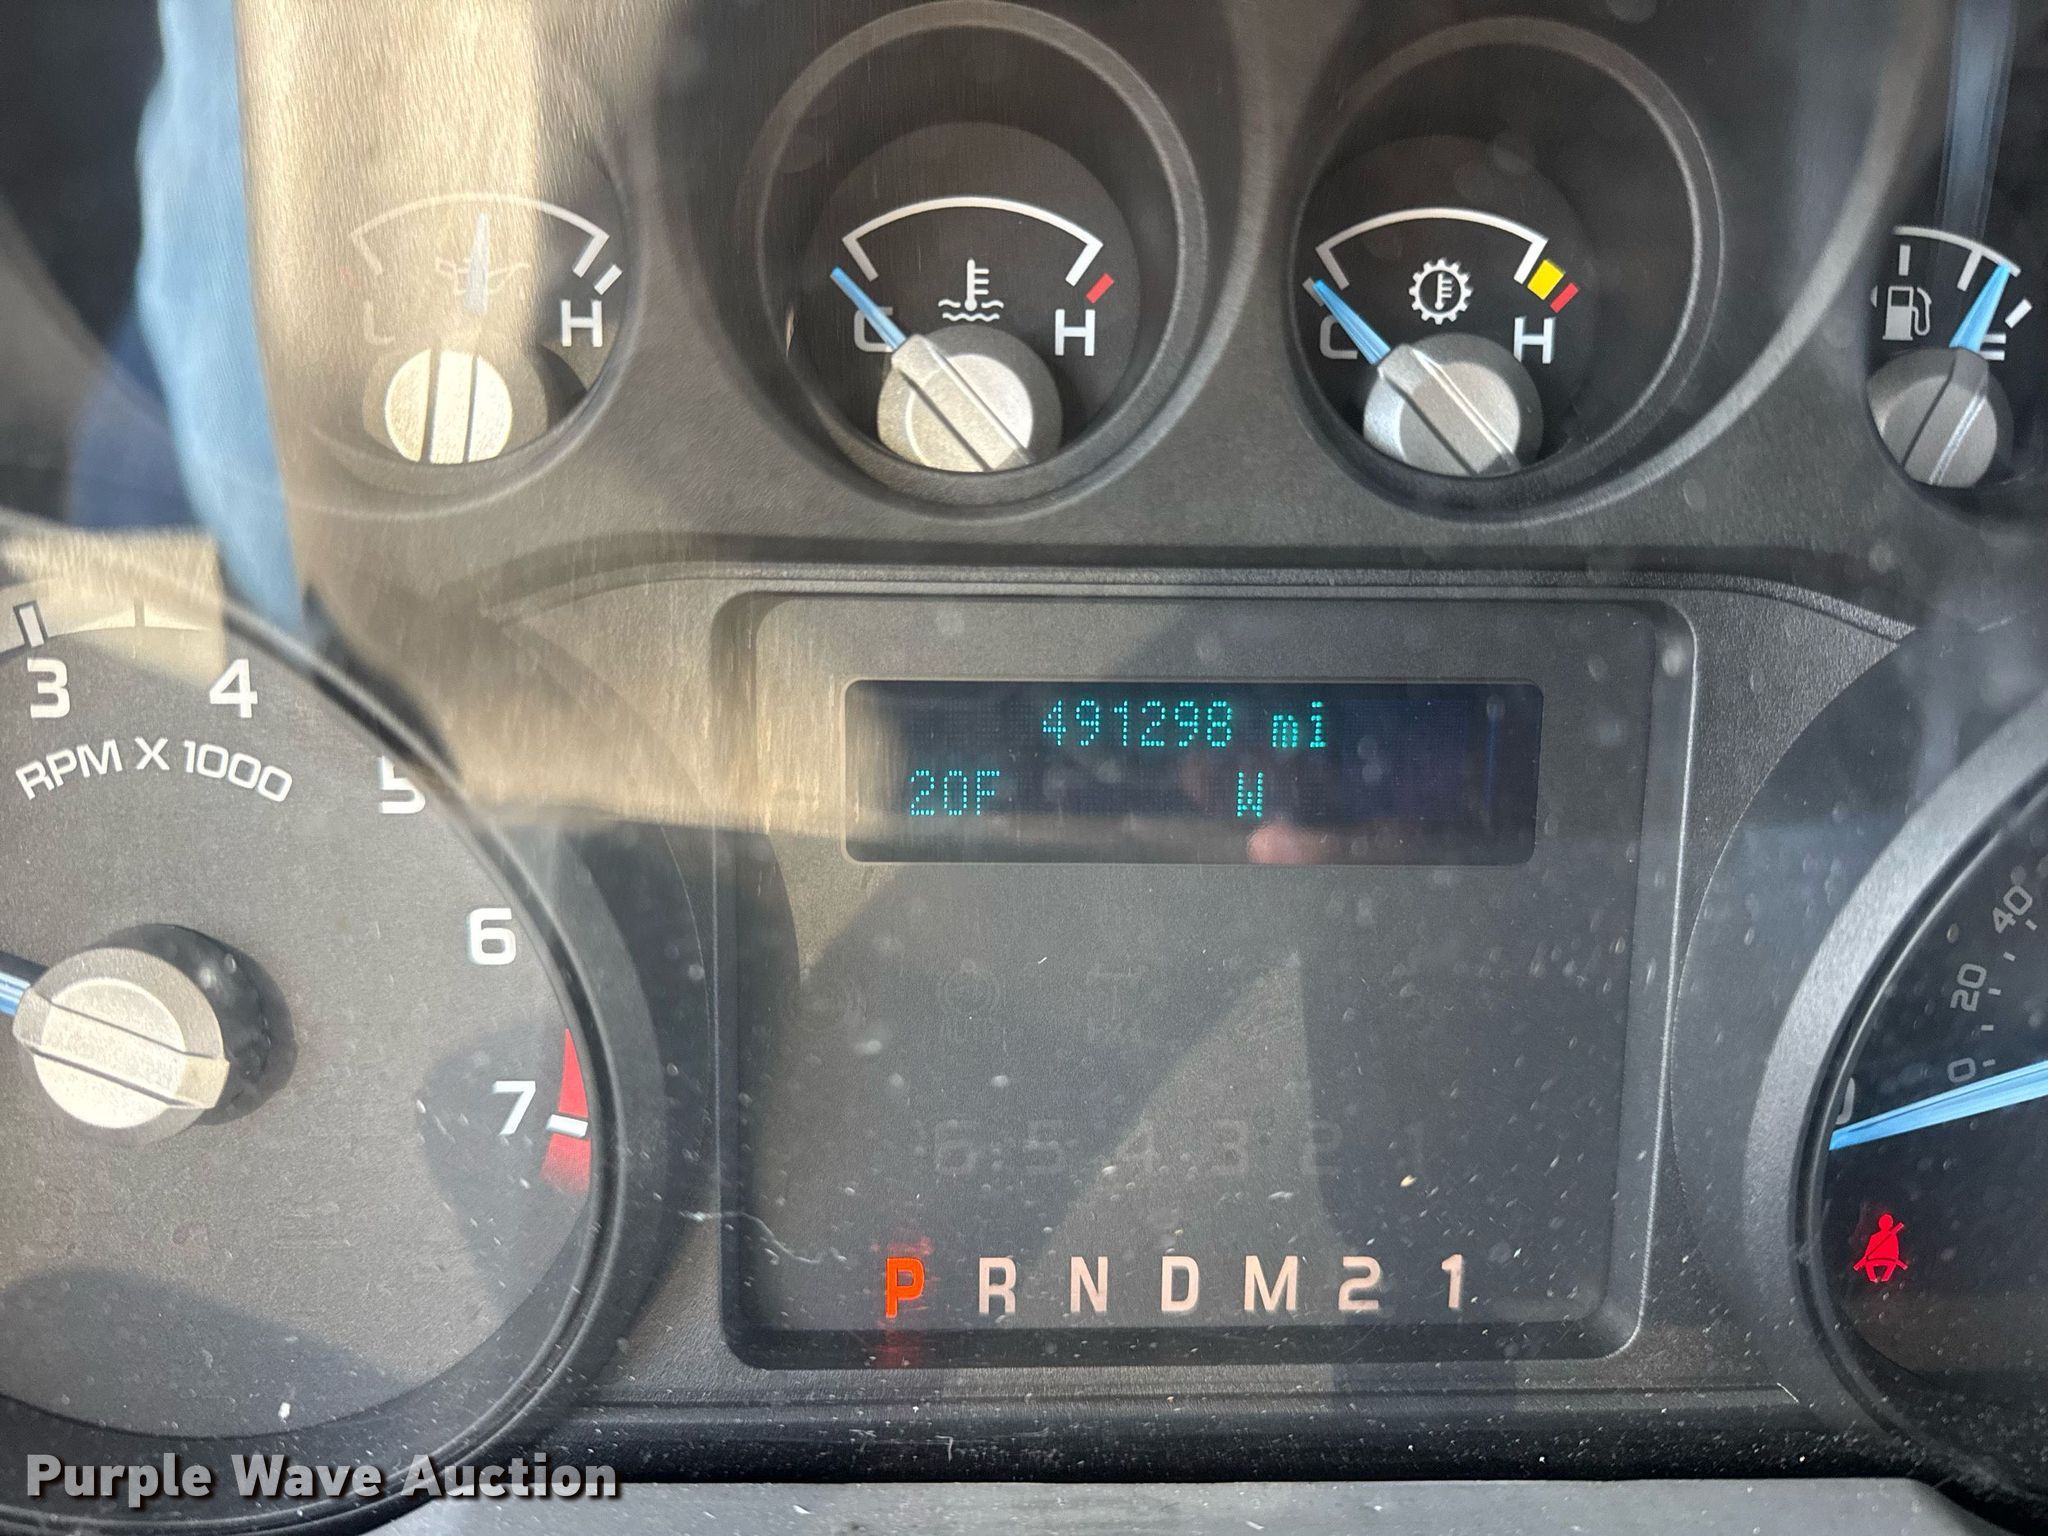 L H
C H
C H
E
3 4 5 6 7
RPM X 1000
491298 mi
20F W
0 20 40
0
6 5 4 3 2 1
P R N D M 2 1
Purple Wave Auction